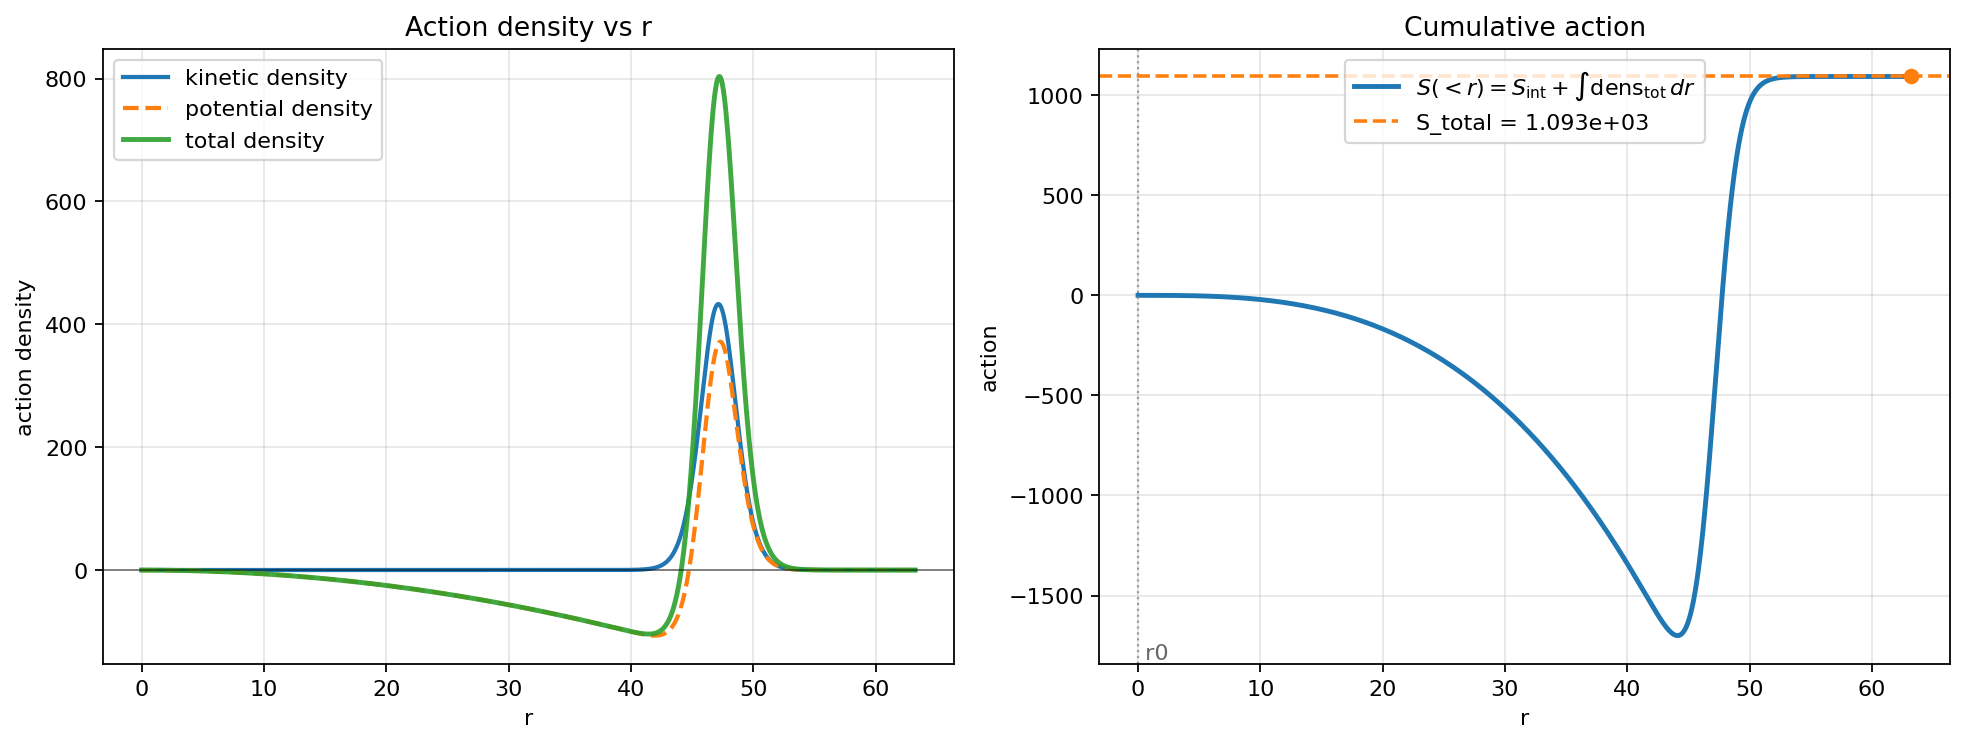 Action density vs r
800
600
400
200
0
action density
kinetic density
potential density
total density
0
10
20
30
40
50
60
r
Cumulative action
1000
500
0
−500
−1000
−1500
action
S(<r) = S_int + ∫dens_tot dr
S_total = 1.093e+03
r0
0
10
20
30
40
50
60
r